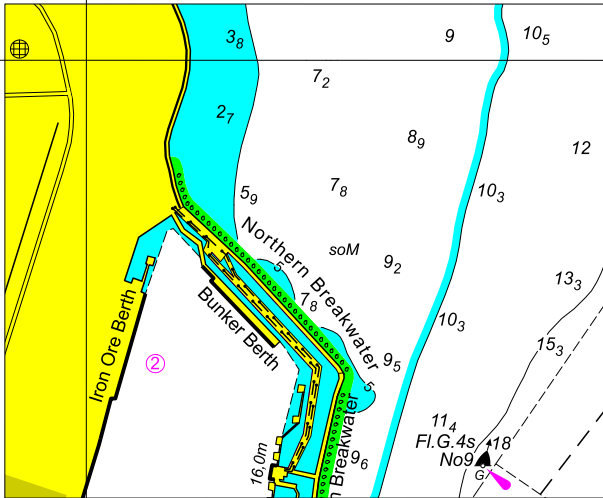 3₈
9
10₅
7₂
2₇
8₉
12
5₉
7₈
10₃
Northern Breakwater
soM
9₂
5
13₃
7₈
Iron Ore Berth
Bunker Berth
10₃
15₃
2
9₅
5
11₄
Fl.G.4s
18
No9
G
16,0m
9₆
n Breakwater